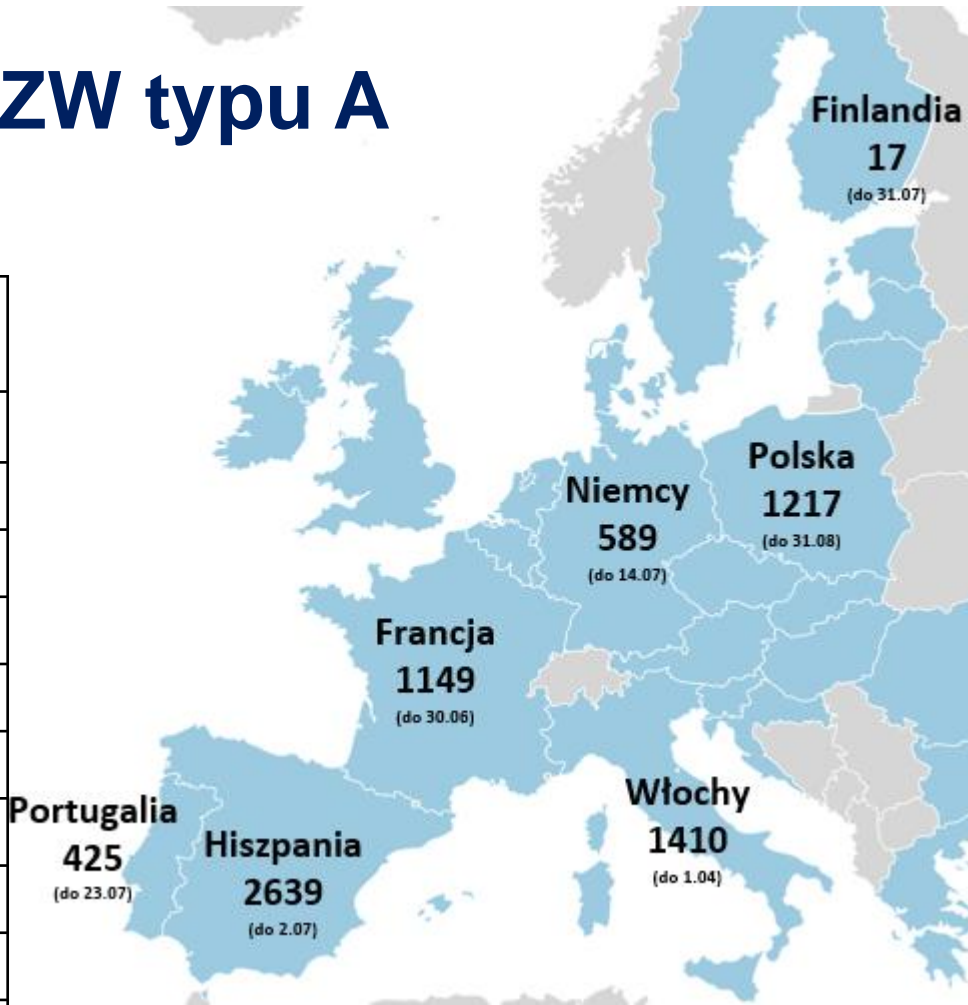 ZW typu A
Finlandia
17
(do 31.07)
Polska
1217
(do 31.08)
Niemcy
589
(do 14.07)
Francja
1149
(do 30.06)
Włochy
1410
(do 1.04)
Portugalia
425
(do 23.07)
Hiszpania
2639
(do 2.07)